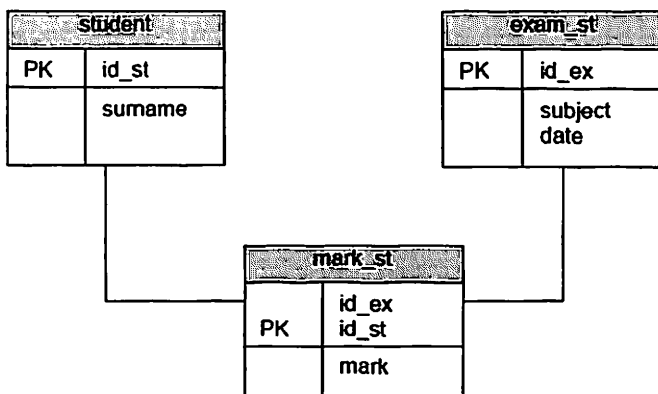 student
PK id_st
surname
exam_st
PK id_ex
subject
date
mark_st
id_ex
PK id_st
mark